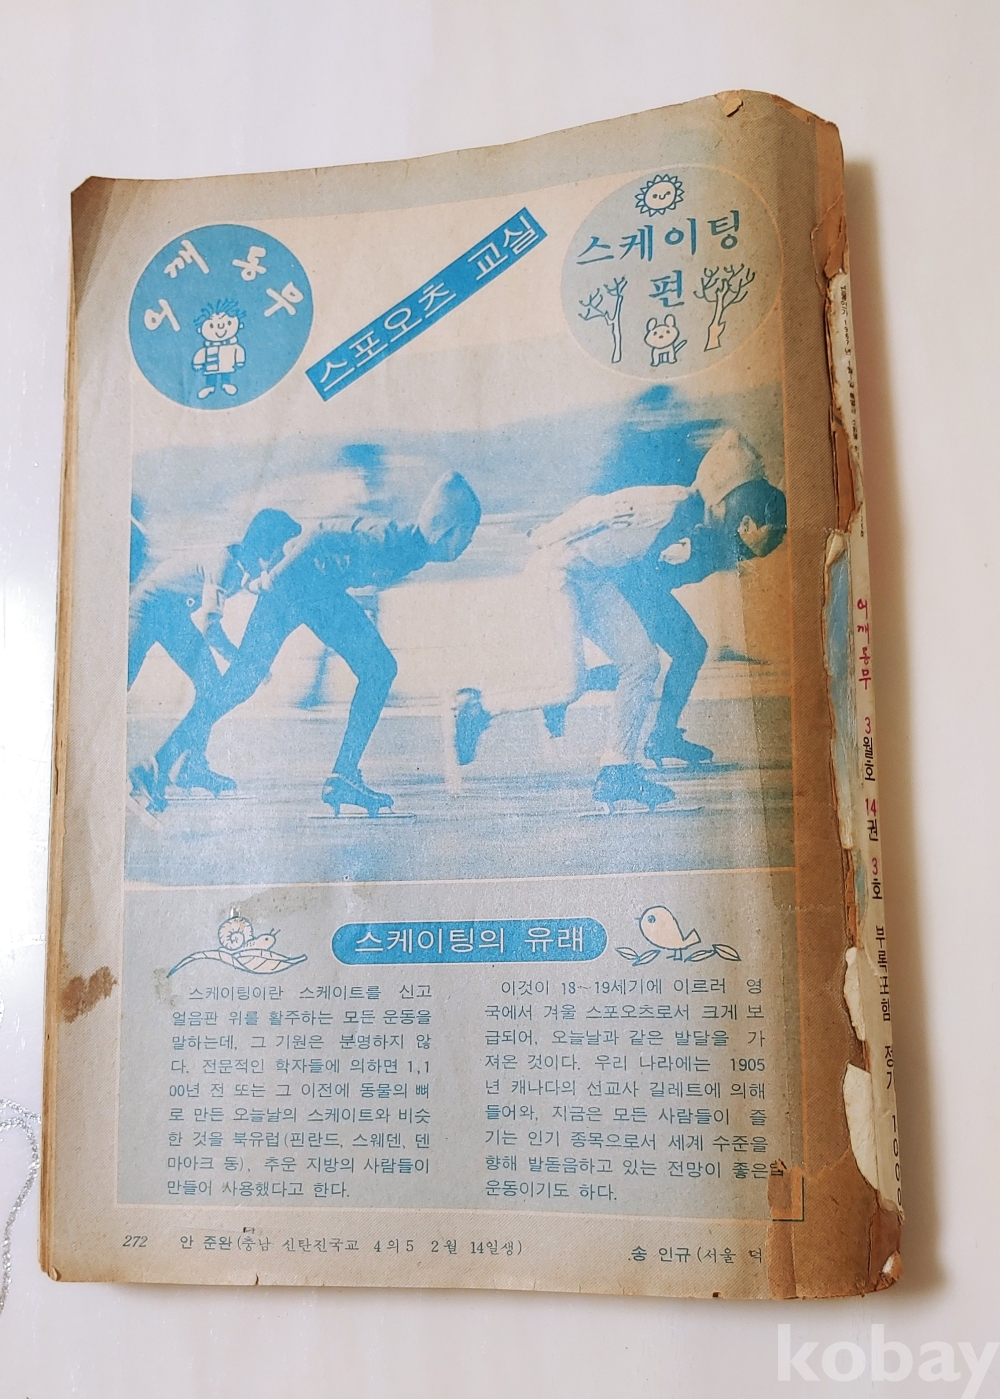 어깨동무
스포오츠 교실
스케이팅
편
스케이팅의 유래
스케이팅이란 스케이트를 신고
얼음판 위를 활주하는 모든 운동을
말하는데, 그 기원은 분명하지 않
다. 전문적인 학자들에 의하면 1,1
00년 전 또는 그 이전에 동물의 뼈
로 만든 오늘날의 스케이트와 비슷
한 것을 북유럽(핀란드, 스웨덴, 덴
마아크 등), 추운 지방의 사람들이
만들어 사용했다고 한다.
이것이 18～19세기에 이르러 영
국에서 겨울 스포오츠로서 크게 보
급되어, 오늘날과 같은 발달을 가
져온 것이다. 우리 나라에는 1905
년 캐나다의 선교사 길레트에 의해
들어와, 지금은 모든 사람들이 즐
기는 인기 종목으로서 세계 수준을
향해 발돋음하고 있는 전망이 좋은
운동이기도 하다.
272 안 준완(충남 신탄진국교 4의5 2월 14일생)
송 인규(서울 덕
어깨동무 3월호 14권 3호 부록포함 정가
kobay